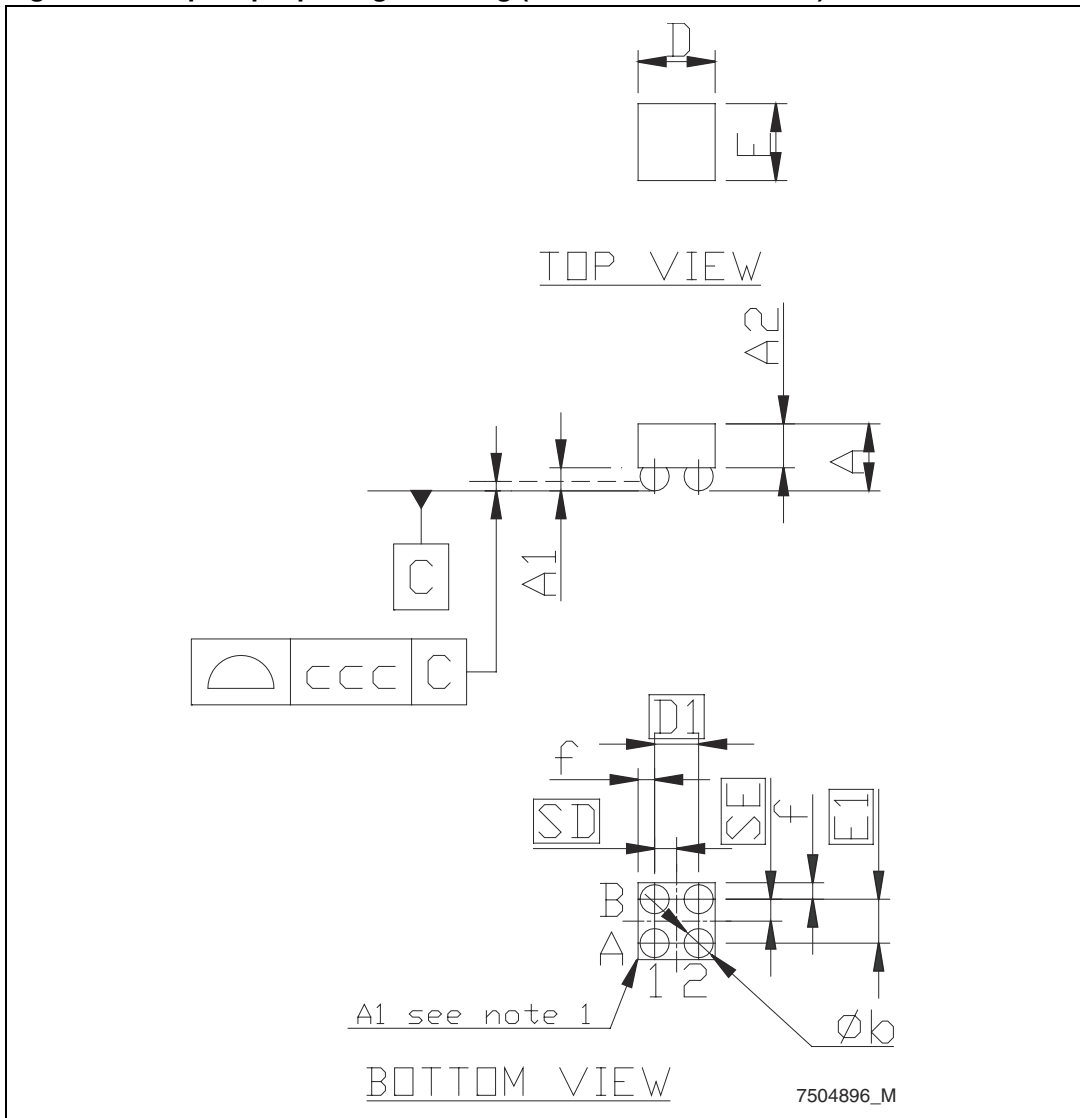 D
E
TOP VIEW
A2
A
A1
C
ccc C
D1
f
SD
SE
f
E1
B
A
1 2
A1 see note 1
Øb
BOTTOM VIEW
7504896_M